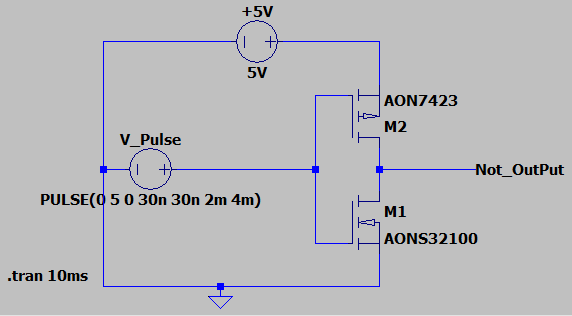 +5V
5V
AON7423
M2
V_Pulse
Not_OutPut
PULSE(0 5 0 30n 30n 2m 4m)
M1
AONS32100
.tran 10ms